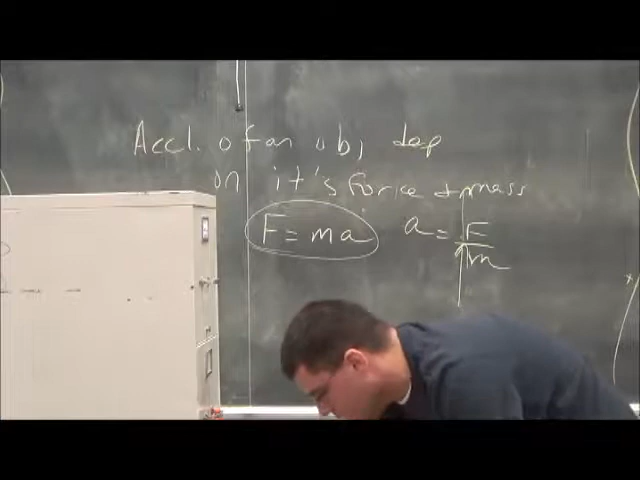 Accl. of an obj dep
on it's force + mass
F = ma a = F/m